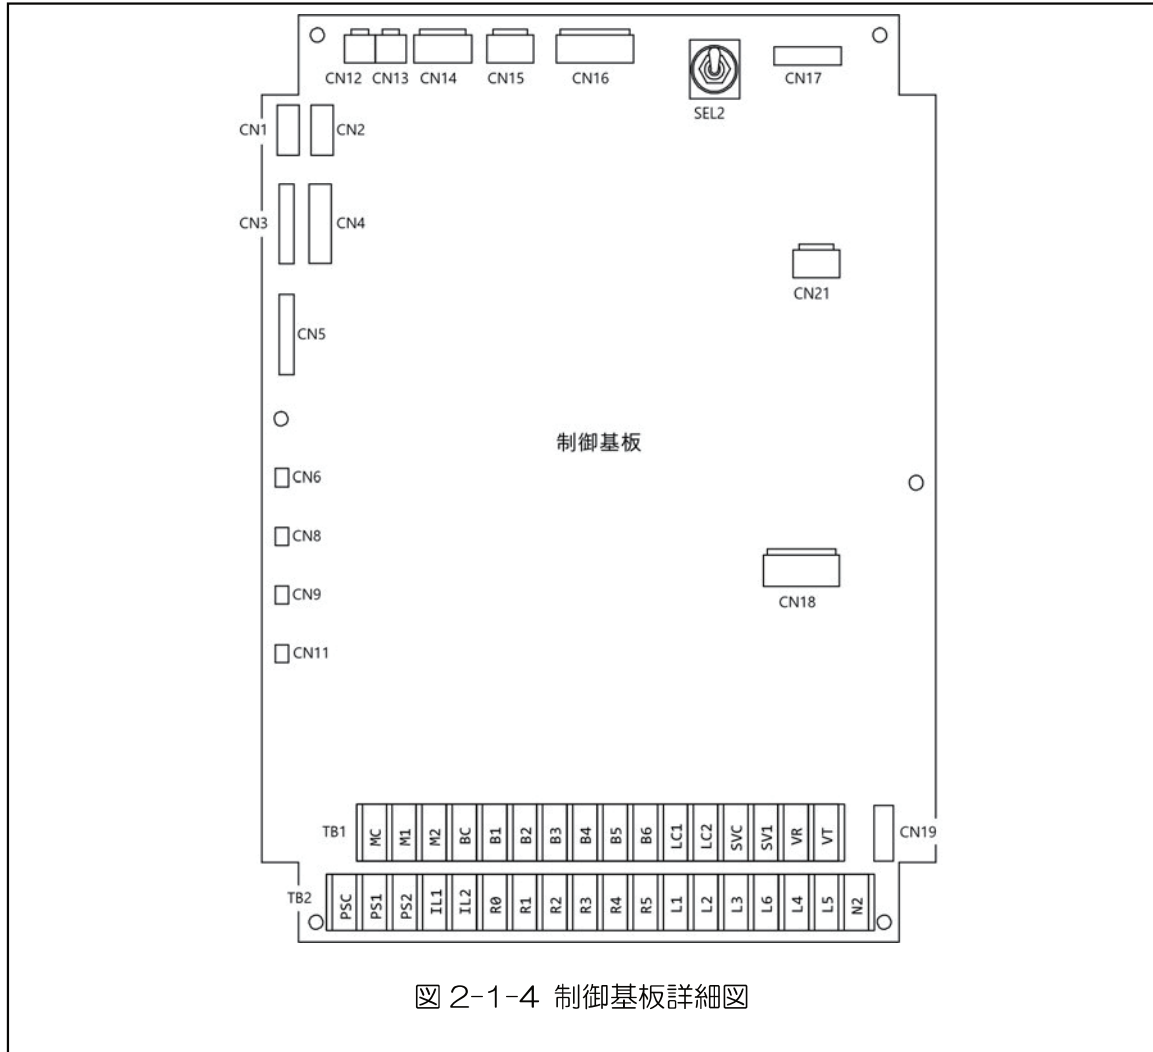 CN12 CN13 CN14 CN15 CN16 CN17
SEL2
CN1 CN2
CN3 CN4
CN21
CN5
制御基板
CN6
CN8
CN9
CN18
CN11
TB1 MC M1 M2 BC B1 B2 B3 B4 B5 B6 LC1 LC2 SVC SV1 VR VT CN19
TB2 PSC PS1 PS2 IL1 IL2 R0 R1 R2 R3 R4 R5 L1 L2 L3 L6 L4 L5 N2
図 2-1-4 制御基板詳細図